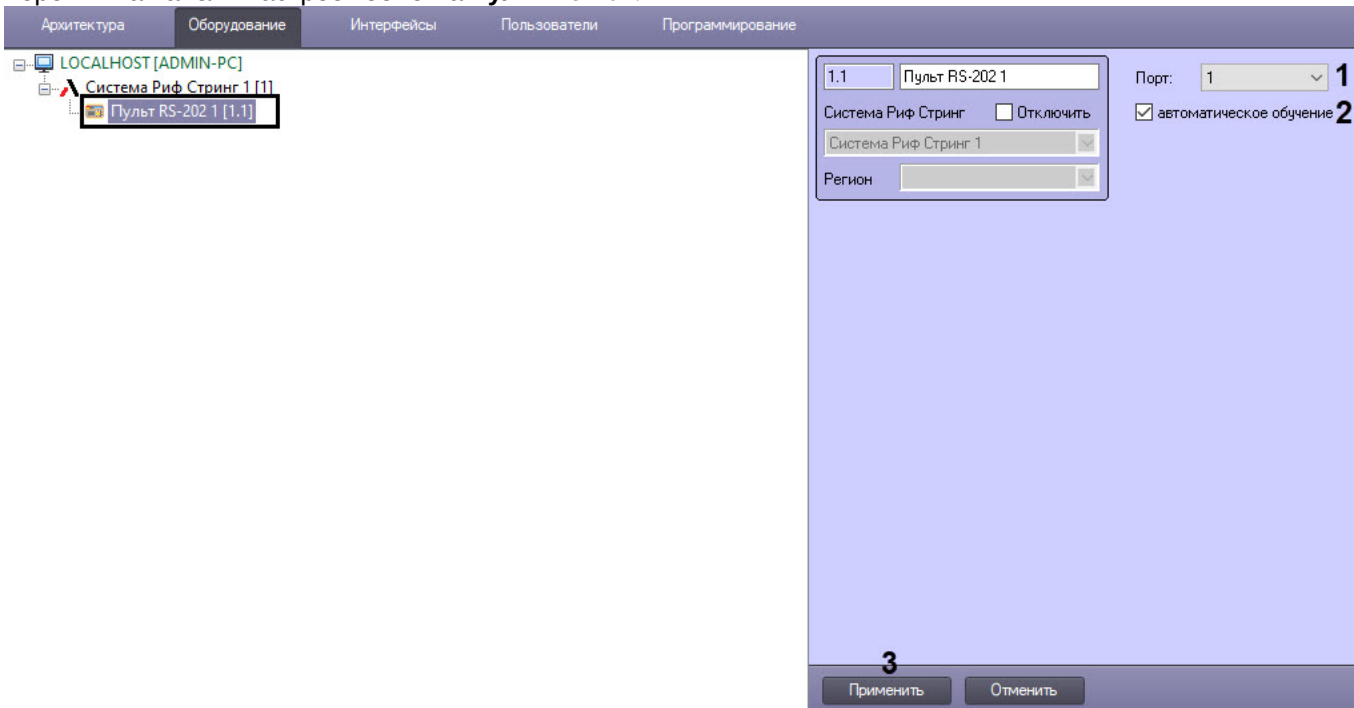 Архитектура Оборудование Интерфейсы Пользователи Программирование
LOCALHOST [ADMIN-PC]
Система Риф Стринг 1 [1]
Пульт RS-202 1 [1.1]
1.1 Пульт RS-202 1
Система Риф Стринг Отключить
Система Риф Стринг 1
Регион
Порт: 1 1
автоматическое обучение 2
3
Применить Отменить